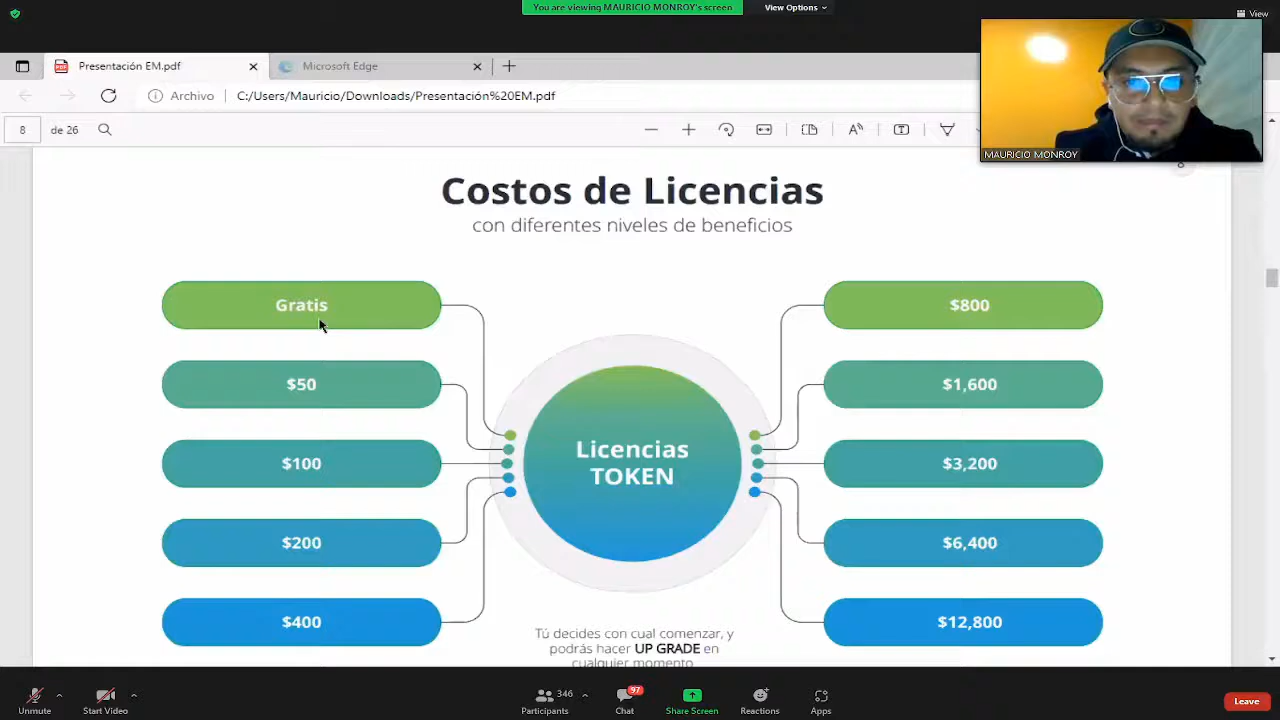 You are viewing MAURICIO MONROY's screen
View Options
View
Presentación EM.pdf
Microsoft Edge
Archivo
C:/Users/Mauricio/Downloads/Presentación%20EM.pdf
8
de 26
MAURICIO MONROY
8
Costos de Licencias
con diferentes niveles de beneficios
Gratis
$50
$100
$200
$400
Licencias
TOKEN
$800
$1,600
$3,200
$6,400
$12,800
Tú decides con cual comenzar, y
podrás hacer UP GRADE en
cualquier momento
Unmute
Start Video
346
Participants
97
Chat
Share Screen
Reactions
Apps
Leave